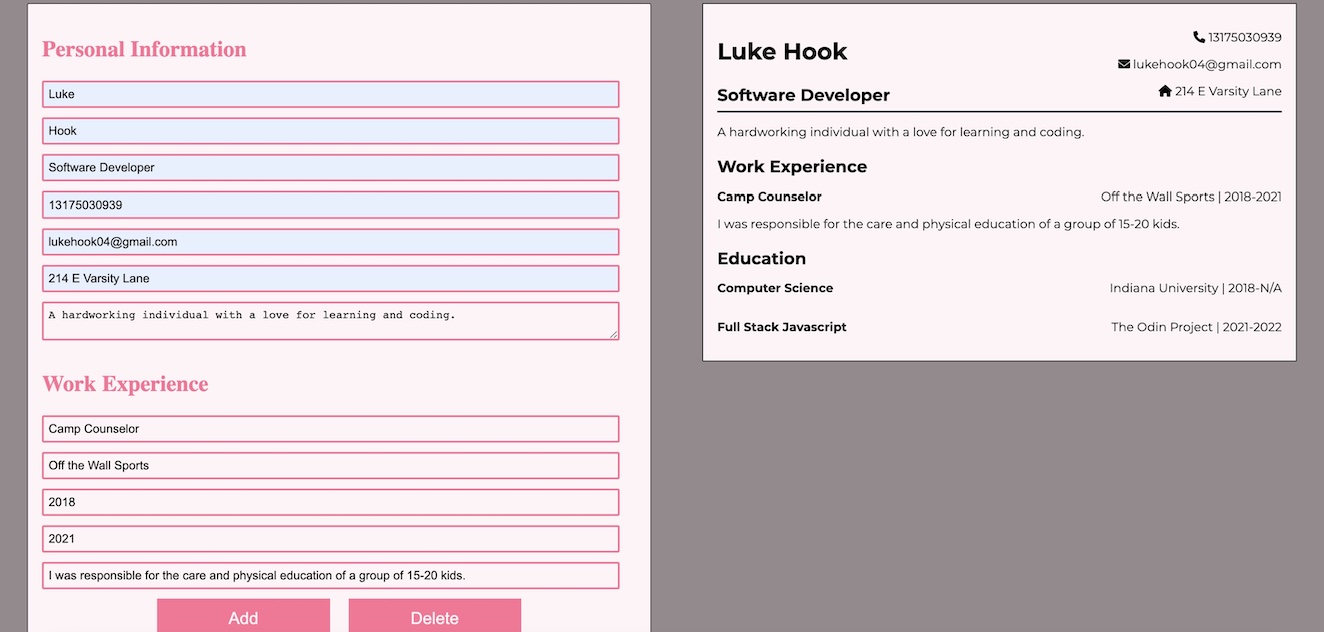 Personal Information
Luke
Hook
Software Developer
13175030939
lukehook04@gmail.com
214 E Varsity Lane
A hardworking individual with a love for learning and coding.
Work Experience
Camp Counselor
Off the Wall Sports
2018
2021
I was responsible for the care and physical education of a group of 15-20 kids.
Add Delete
Luke Hook
13175030939
lukehook04@gmail.com
Software Developer
214 E Varsity Lane
A hardworking individual with a love for learning and coding.
Work Experience
Camp Counselor Off the Wall Sports | 2018-2021
I was responsible for the care and physical education of a group of 15-20 kids.
Education
Computer Science Indiana University | 2018-N/A
Full Stack Javascript The Odin Project | 2021-2022